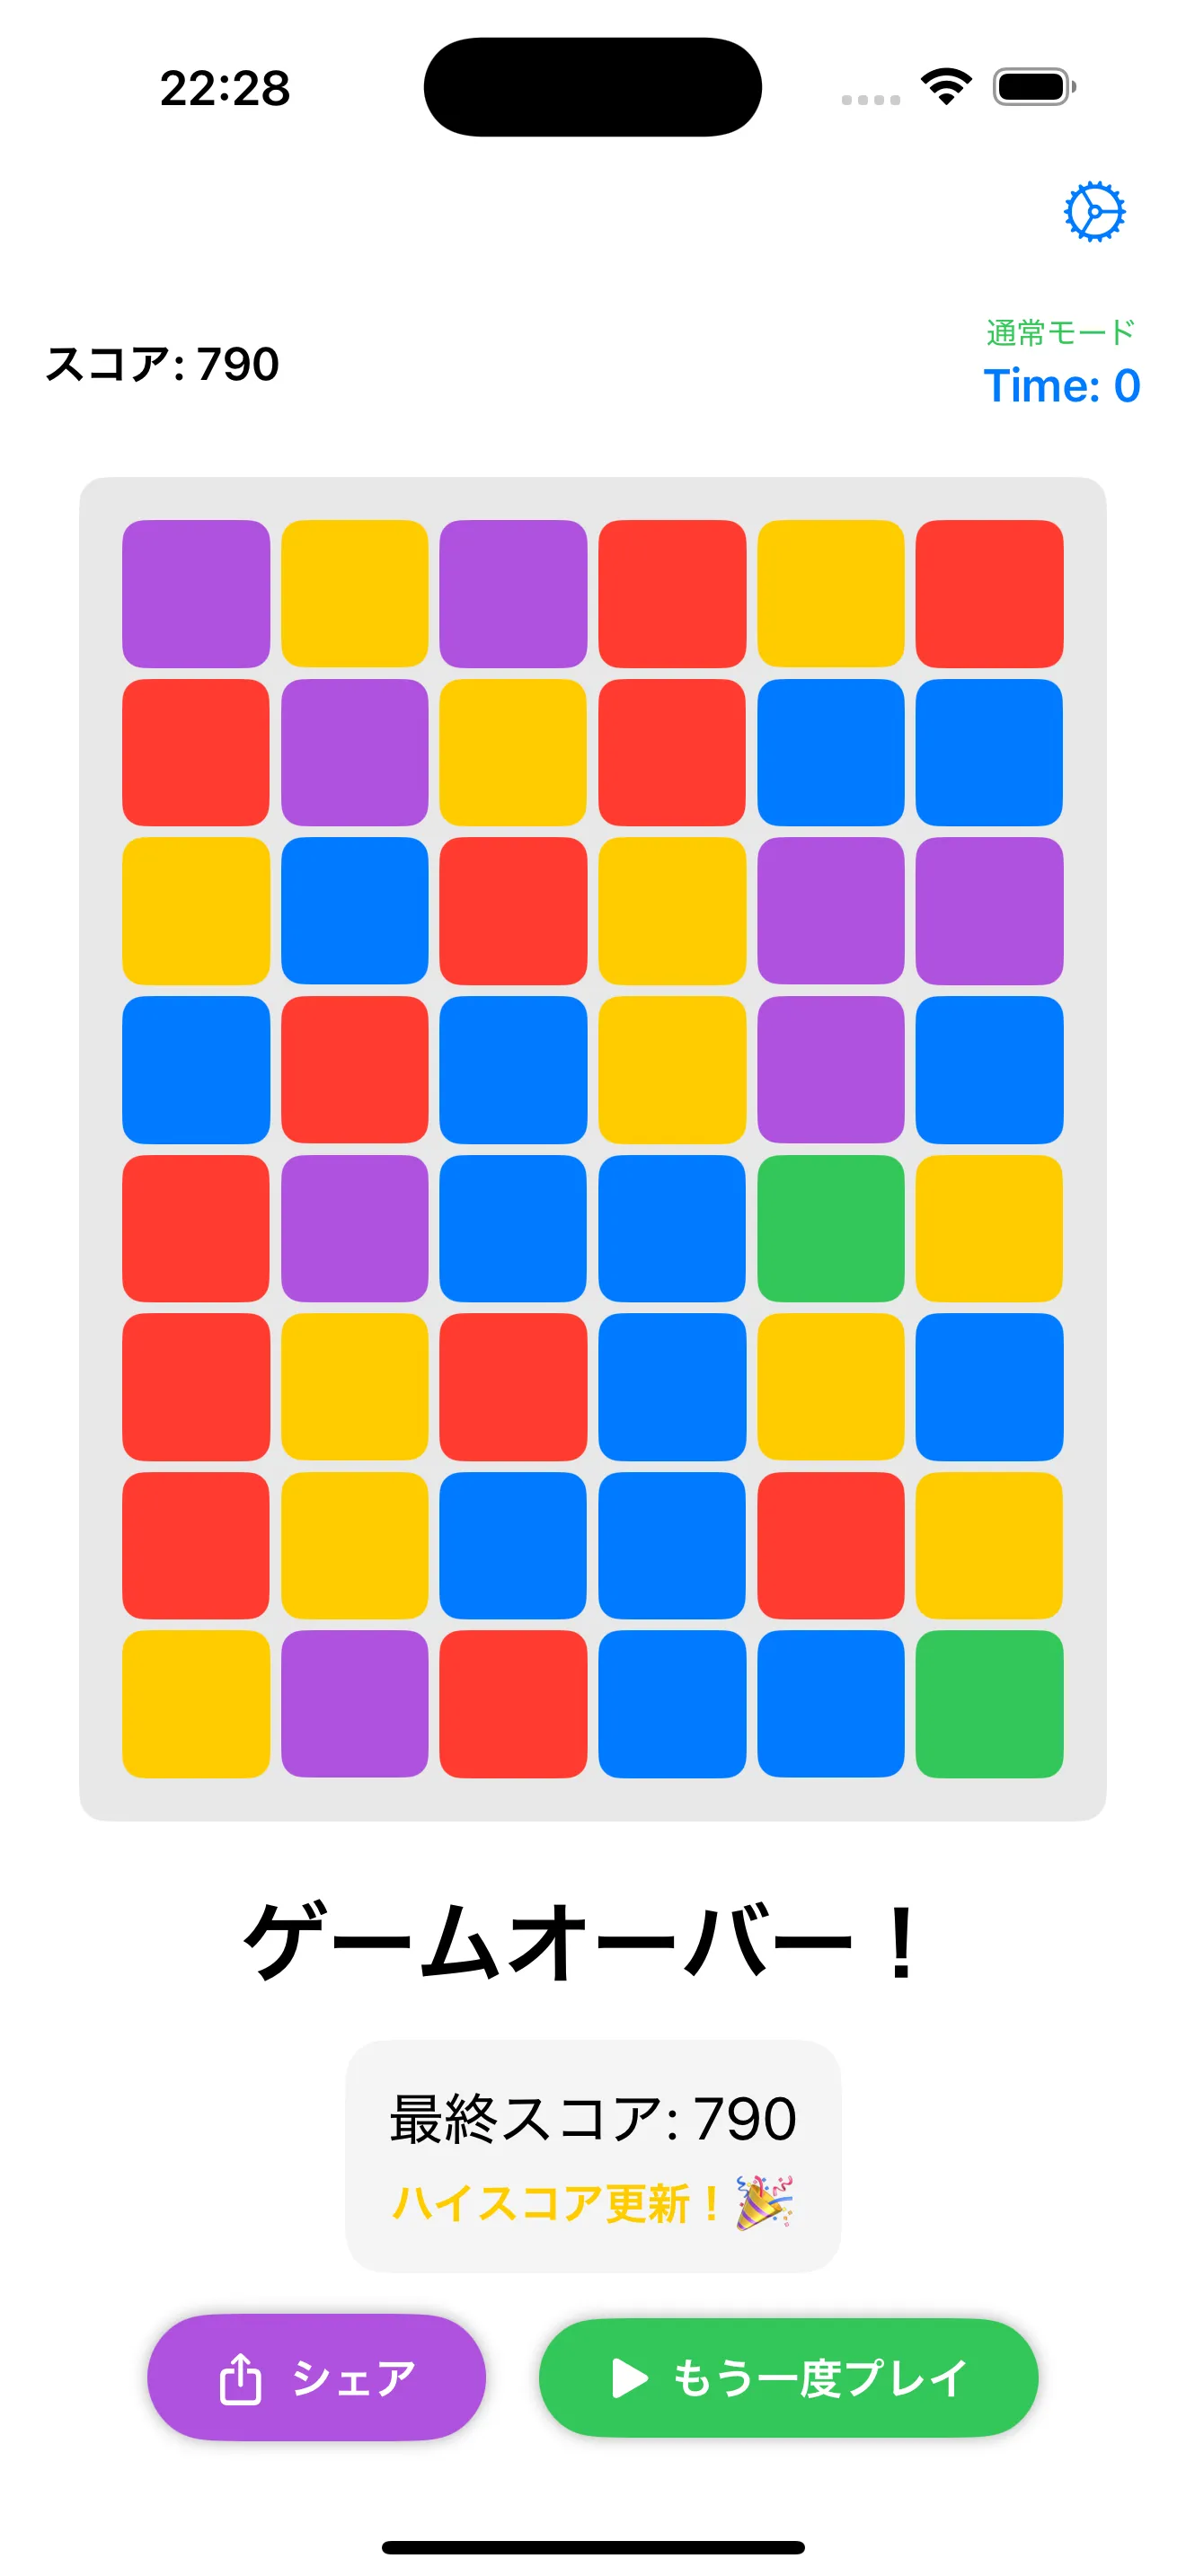 22:28
通常モード
スコア: 790
Time: 0
ゲームオーバー！
最終スコア: 790
ハイスコア更新！🎉
シェア
もう一度プレイ